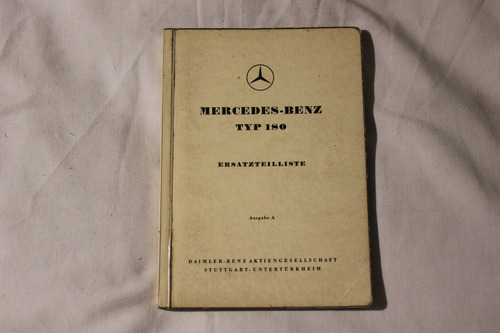 MERCEDES-BENZ
TYP 180
ERSATZTEILLISTE
Ausgabe A
DAIMLER-BENZ AKTIENGESELLSCHAFT
STUTTGART-UNTERTÜRKHEIM